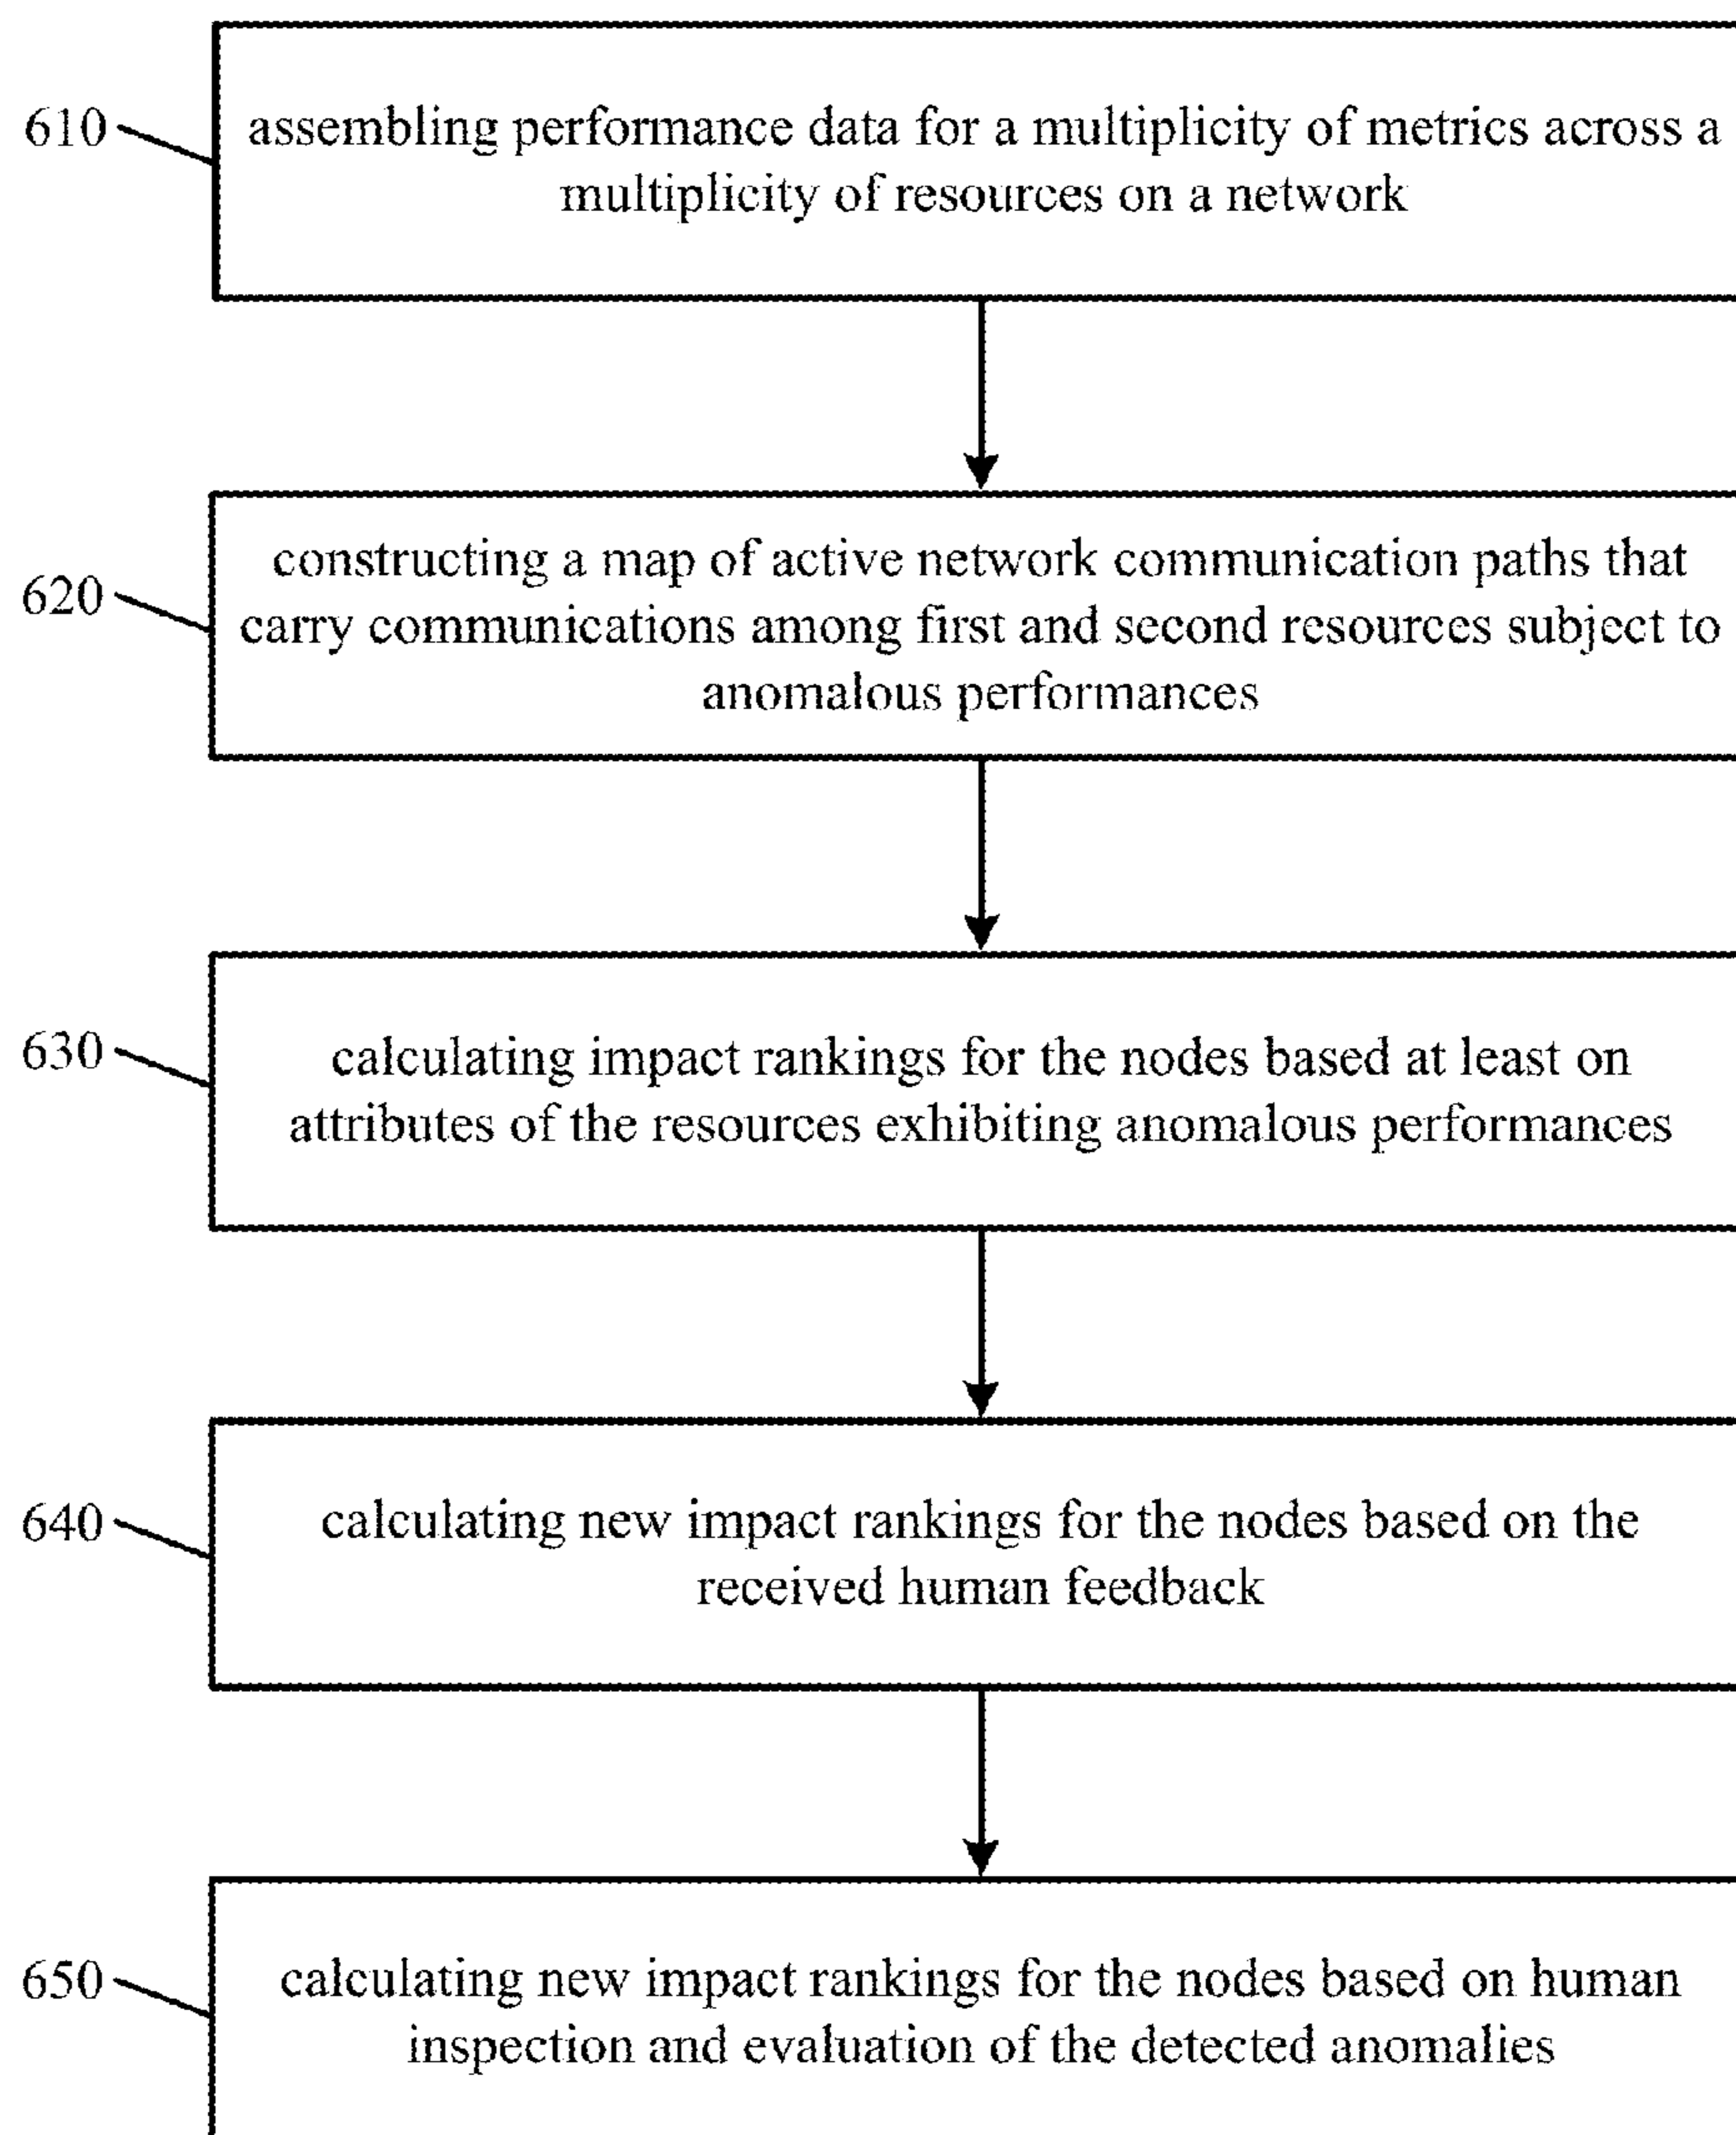 610
assembling performance data for a multiplicity of metrics across a
multiplicity of resources on a network
620
constructing a map of active network communication paths that
carry communications among first and second resources subject to
anomalous performances
630
calculating impact rankings for the nodes based at least on
attributes of the resources exhibiting anomalous performances
640
calculating new impact rankings for the nodes based on the
received human feedback
650
calculating new impact rankings for the nodes based on human
inspection and evaluation of the detected anomalies